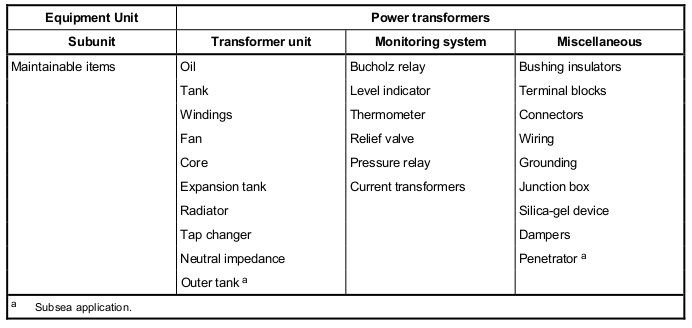 Equipment Unit Power transformers
Subunit Transformer unit Monitoring system Miscellaneous
Maintainable items Oil Bucholz relay Bushing insulators
Tank Level indicator Terminal blocks
Windings Thermometer Connectors
Fan Relief valve Wiring
Core Pressure relay Grounding
Expansion tank Current transformers Junction box
Radiator Silica-gel device
Tap changer Dampers
Neutral impedance Penetrator a
Outer tank a
a Subsea application.